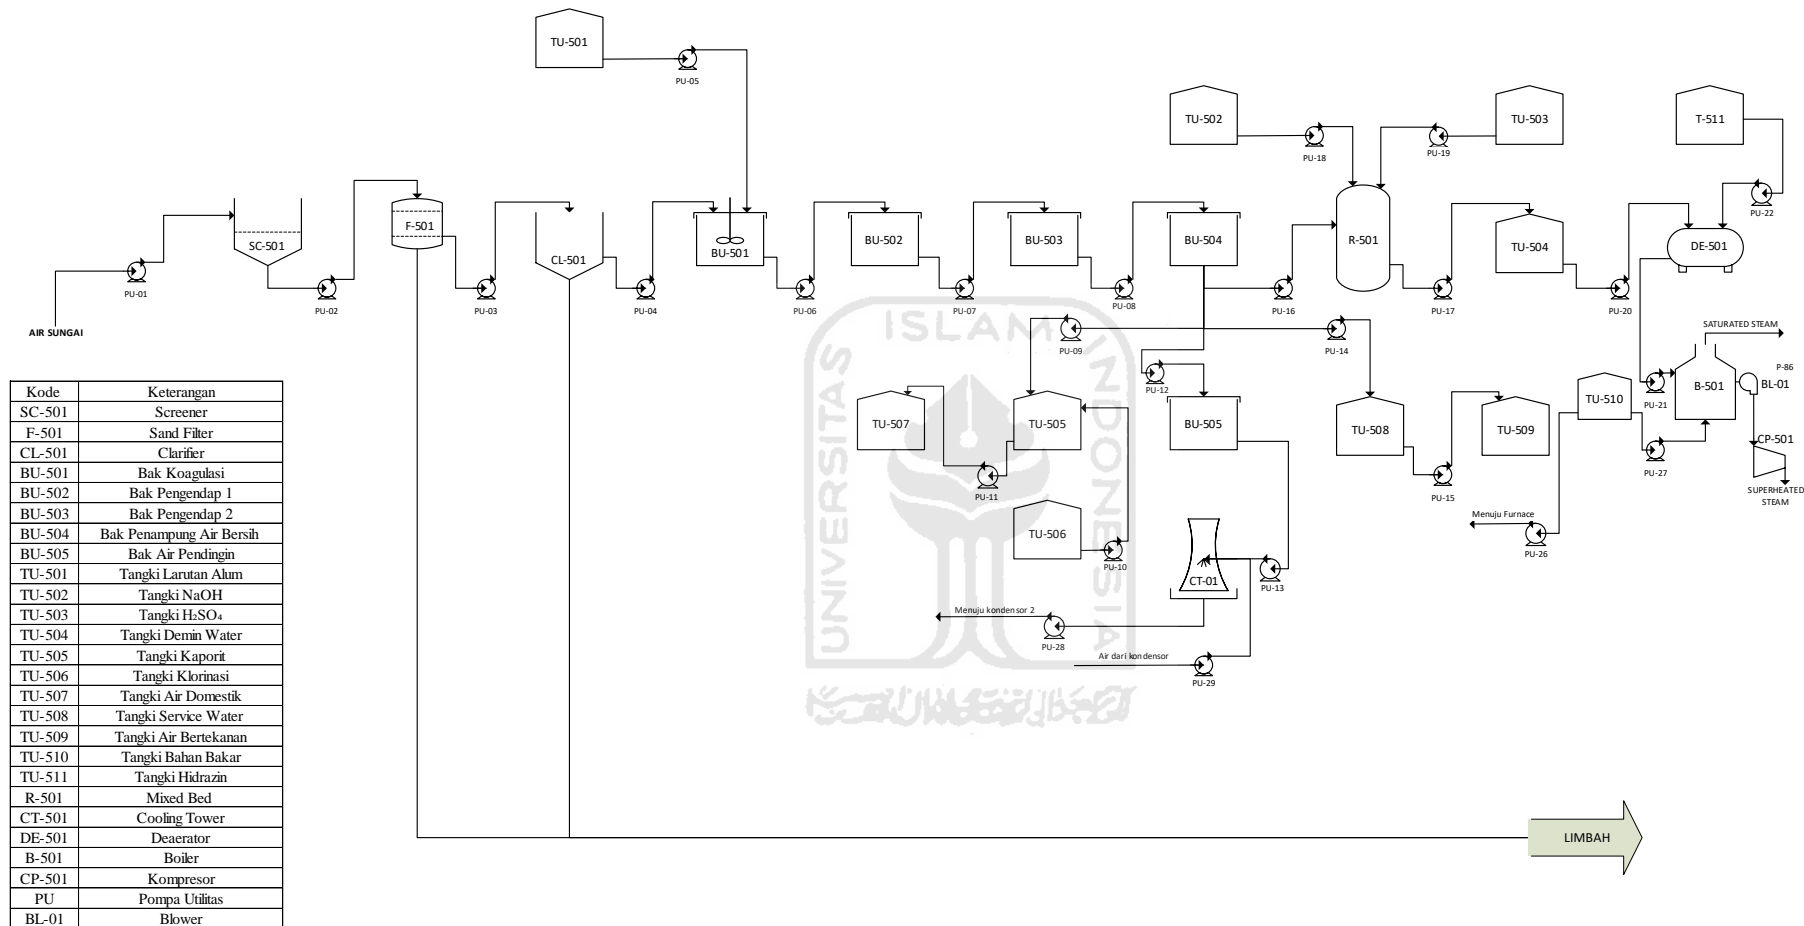 TU-501
PU-05
TU-502
PU-18
TU-503
PU-19
T-511
PU-22
SC-501
PU-01
AIR SUNGAI
PU-02
F-501
PU-03
CL-501
PU-04
BU-501
PU-06
BU-502
PU-07
BU-503
PU-08
BU-504
PU-16
R-501
PU-17
TU-504
PU-20
DE-501
PU-09
PU-14
PU-12
SATURATED STEAM
P-86
BL-01
B-501
PU-21
TU-507
TU-505
BU-505
TU-508
TU-509
TU-510
PU-27
CP-501
SUPERHEATED
STEAM
PU-11
PU-15
TU-506
PU-10
Menuju Furnace
PU-26
CT-01
PU-13
Menuju kondensor 2
PU-28
Air dari kondensor
PU-29
UNIVERSITAS
ISLAM
INDONESIA
LIMBAH
Kode Keterangan
SC-501 Screener
F-501 Sand Filter
CL-501 Clarifier
BU-501 Bak Koagulasi
BU-502 Bak Pengendap 1
BU-503 Bak Pengendap 2
BU-504 Bak Penampung Air Bersih
BU-505 Bak Air Pendingin
TU-501 Tangki Larutan Alum
TU-502 Tangki NaOH
TU-503 Tangki H₂SO₄
TU-504 Tangki Demin Water
TU-505 Tangki Kaporit
TU-506 Tangki Klorinasi
TU-507 Tangki Air Domestik
TU-508 Tangki Service Water
TU-509 Tangki Air Bertekanan
TU-510 Tangki Bahan Bakar
TU-511 Tangki Hidrazin
R-501 Mixed Bed
CT-501 Cooling Tower
DE-501 Deaerator
B-501 Boiler
CP-501 Kompresor
PU Pompa Utilitas
BL-01 Blower